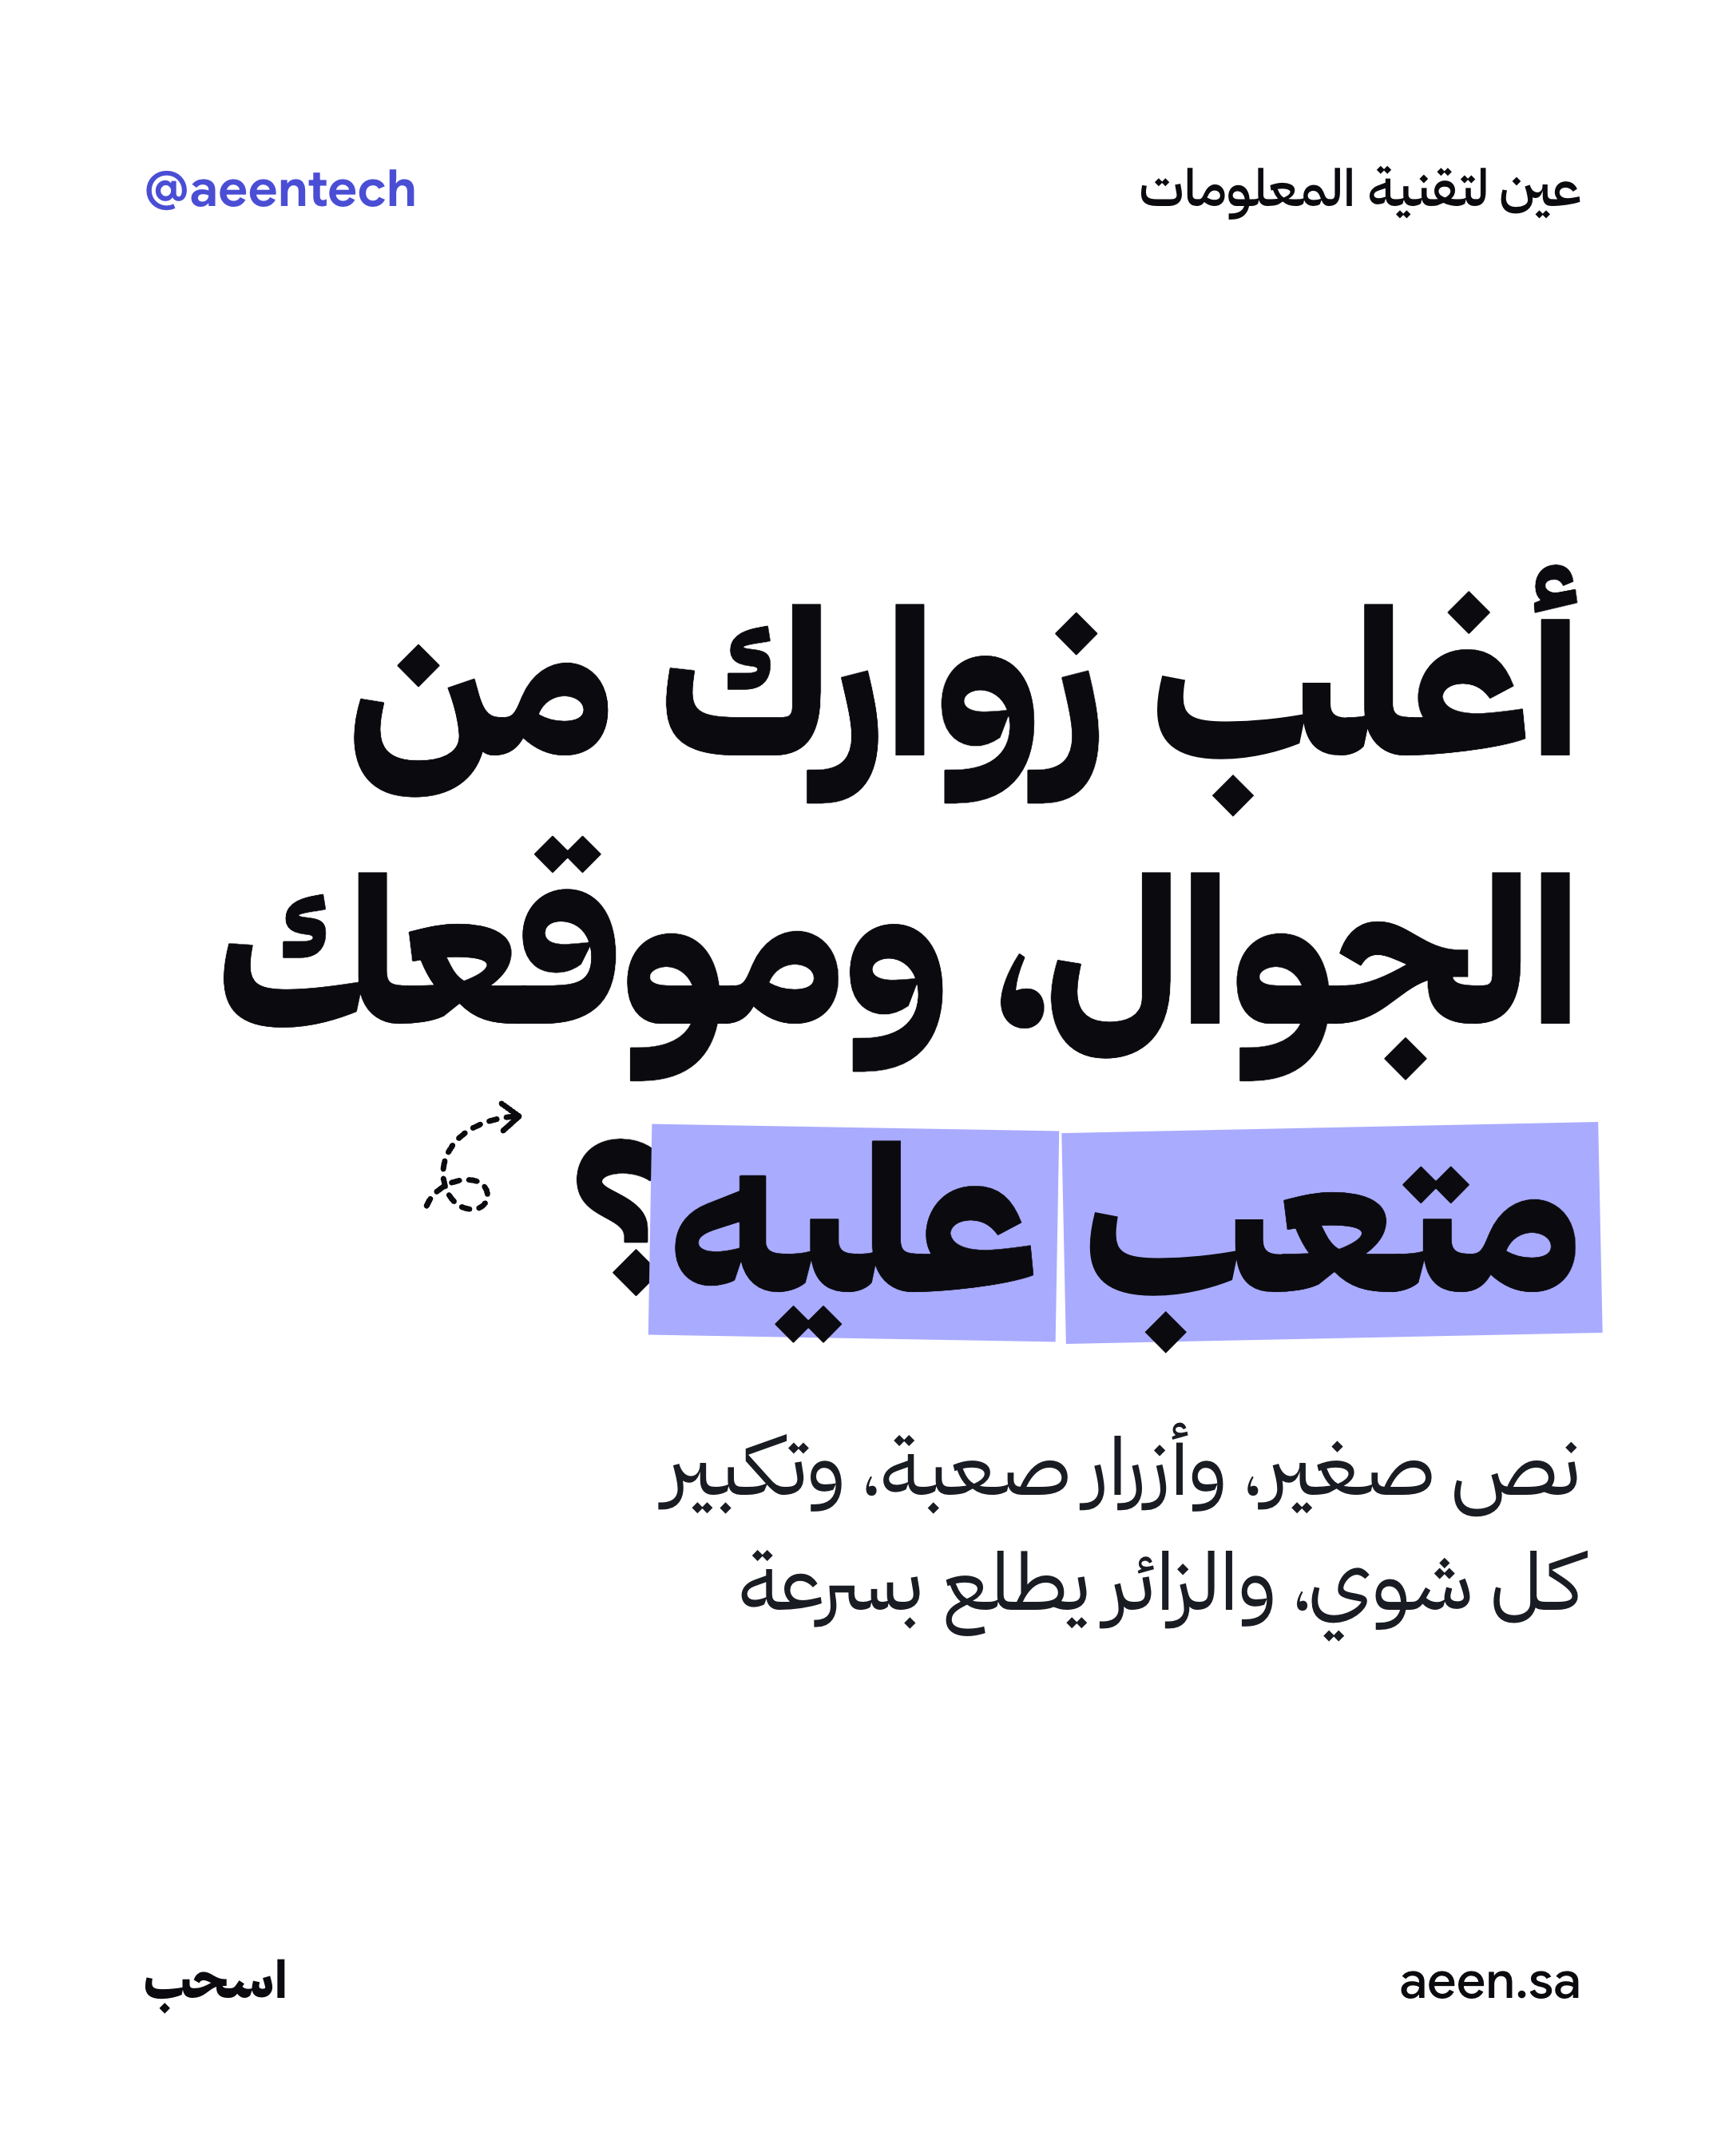 عين لتقنية المعلومات
@aeentech
أغلب زوارك من
الجوال، وموقعك
متعب عليه؟
نص صغير، وأزرار صعبة، وتكبير
كل شوي، والزائر يطلع بسرعة
aeen.sa
اسحب